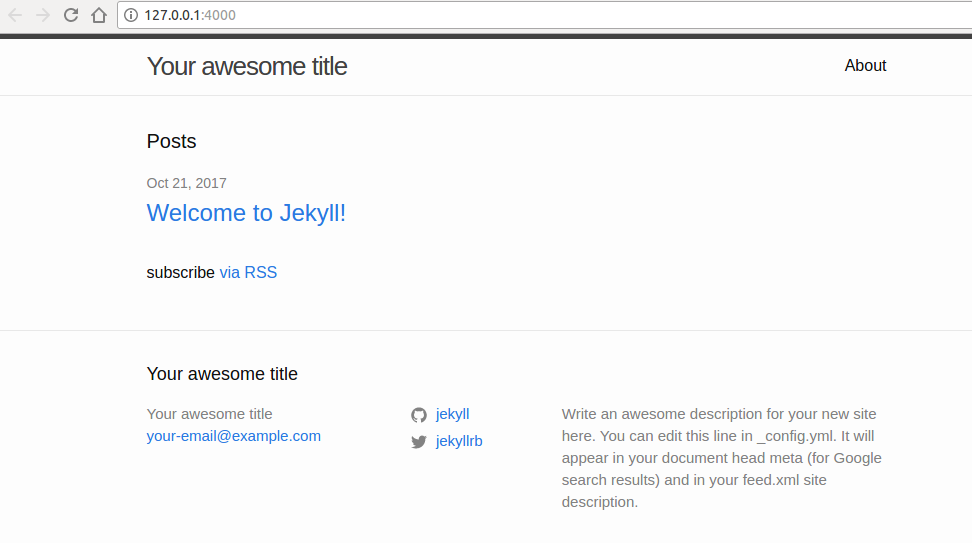 127.0.0.1:4000
Your awesome title
About
Posts
Oct 21, 2017
Welcome to Jekyll!
subscribe via RSS
Your awesome title
Your awesome title
your-email@example.com
jekyll
jekyllrb
Write an awesome description for your new site
here. You can edit this line in _config.yml. It will
appear in your document head meta (for Google
search results) and in your feed.xml site
description.